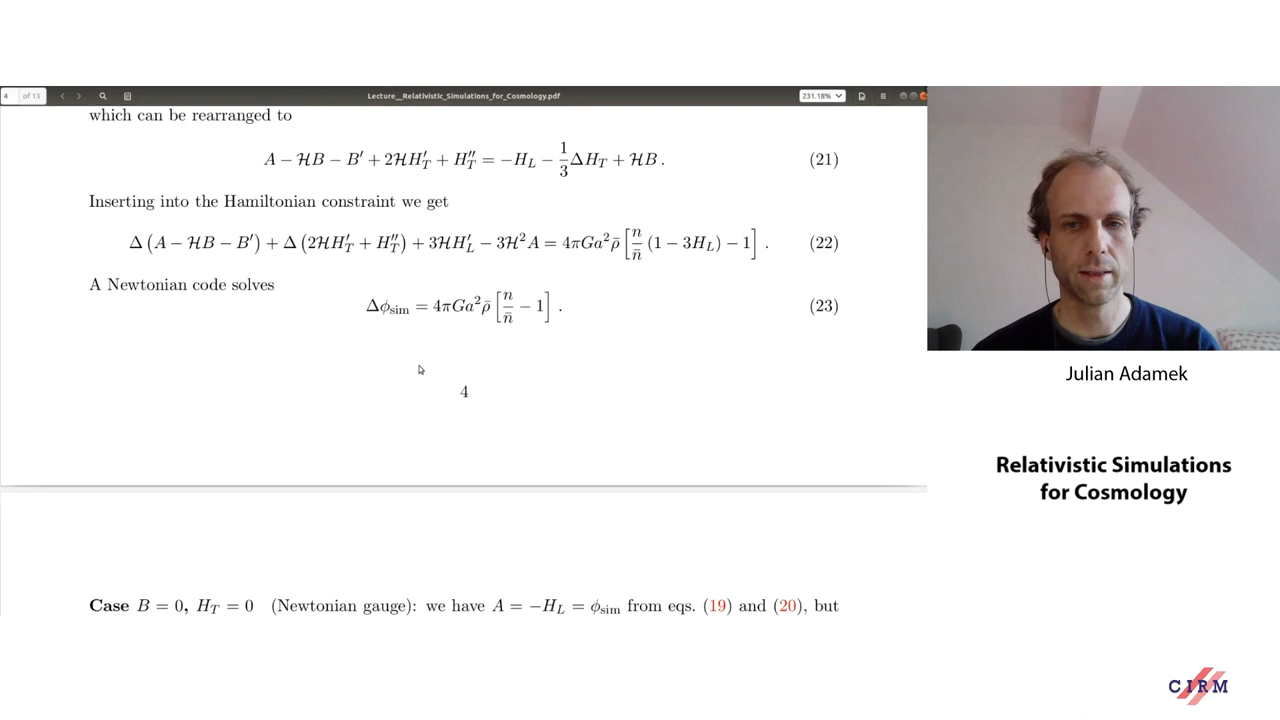 4 of 13 Lecture__Relativistic_Simulations_for_Cosmology.pdf 231.18%
which can be rearranged to
A − ℋB − B′ + 2ℋH′_T + H″_T = −H_L − 1/3 ΔH_T + ℋB . (21)
Inserting into the Hamiltonian constraint we get
Δ (A − ℋB − B′) + Δ (2ℋH′_T + H″_T) + 3ℋH′_L − 3ℋ²A = 4πGa²ρ̄ [n/n̄ (1 − 3H_L) − 1] . (22)
A Newtonian code solves
Δϕ_sim = 4πGa²ρ̄ [n/n̄ − 1] . (23)
4
Case B = 0, H_T = 0 (Newtonian gauge): we have A = −H_L = ϕ_sim from eqs. (19) and (20), but
Julian Adamek
Relativistic Simulations
for Cosmology
CIRM